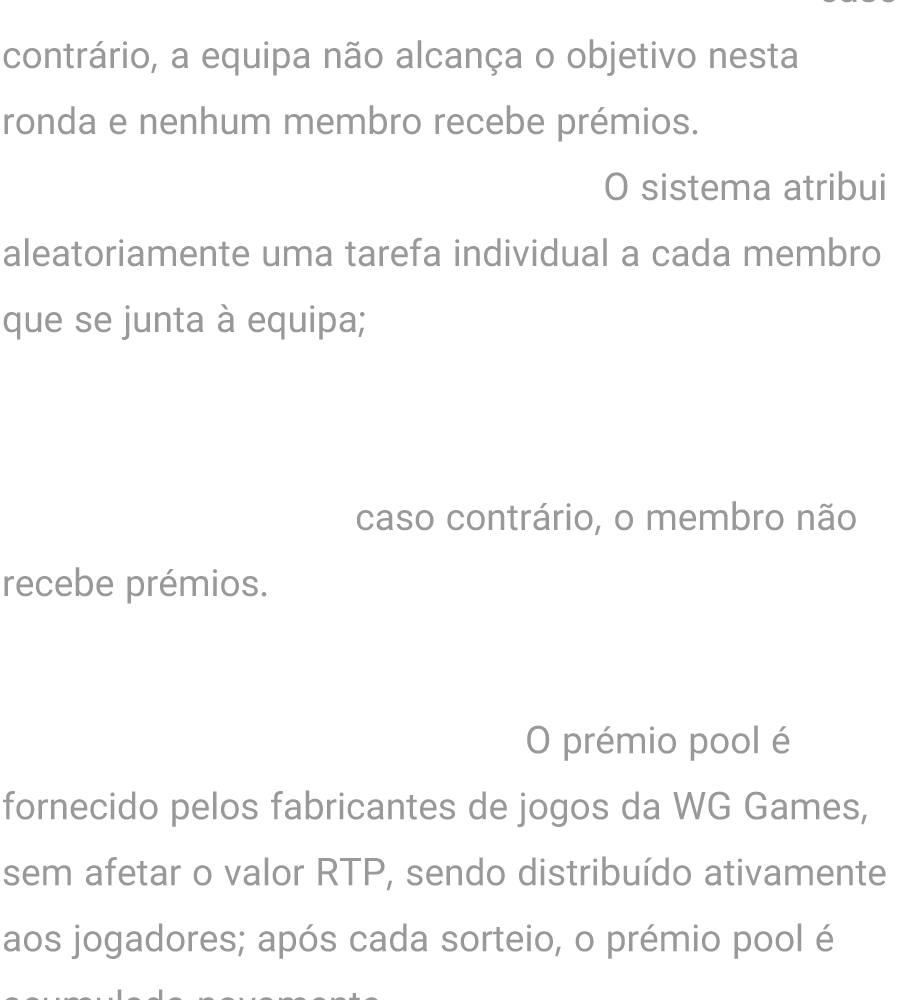 contrário, a equipa não alcança o objetivo nesta
ronda e nenhum membro recebe prémios.
O sistema atribui
aleatoriamente uma tarefa individual a cada membro
que se junta à equipa;
caso contrário, o membro não
recebe prémios.
O prémio pool é
fornecido pelos fabricantes de jogos da WG Games,
sem afetar o valor RTP, sendo distribuído ativamente
aos jogadores; após cada sorteio, o prémio pool é